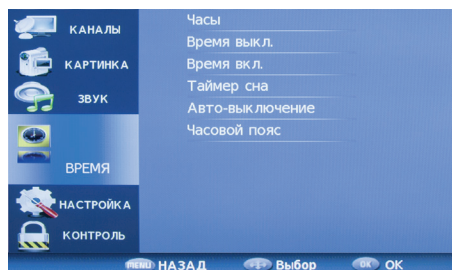 КАНАЛЫ
КАРТИНКА
ЗВУК
ВРЕМЯ
НАСТРОЙКА
КОНТРОЛЬ
Часы
Время выкл.
Время вкл.
Таймер сна
Авто-выключение
Часовой пояс
MENU НАЗАД Выбор OK OK